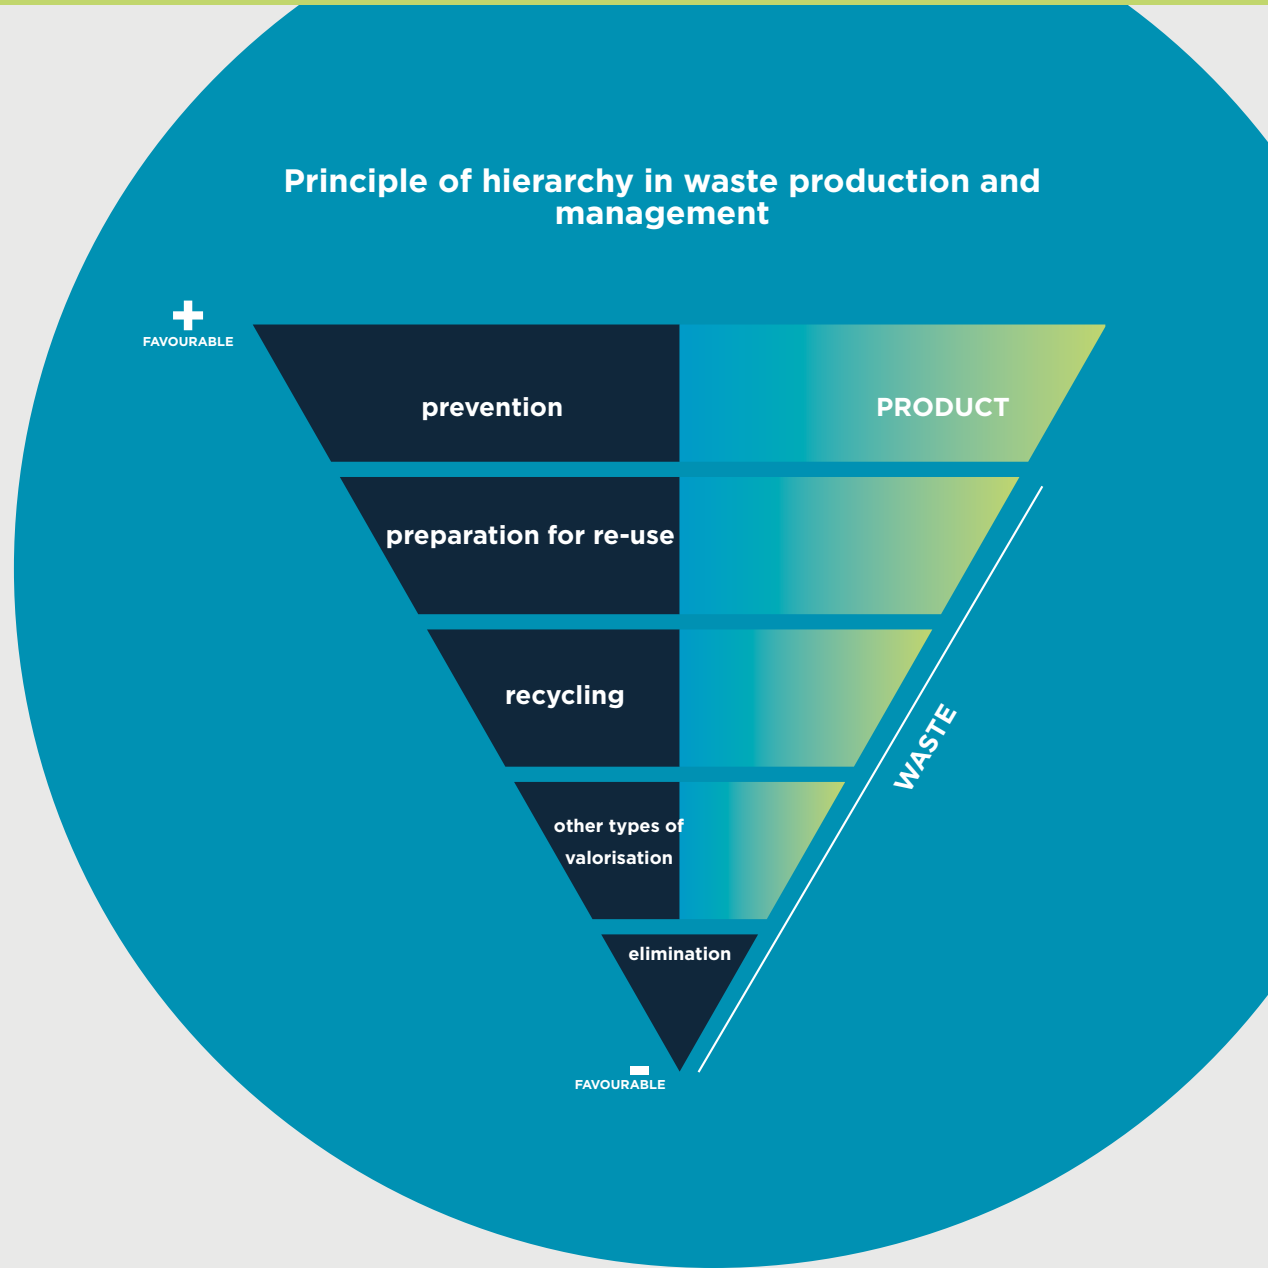 Principle of hierarchy in waste production and
management
FAVOURABLE
prevention
PRODUCT
preparation for re-use
recycling
WASTE
other types of
valorisation
elimination
FAVOURABLE